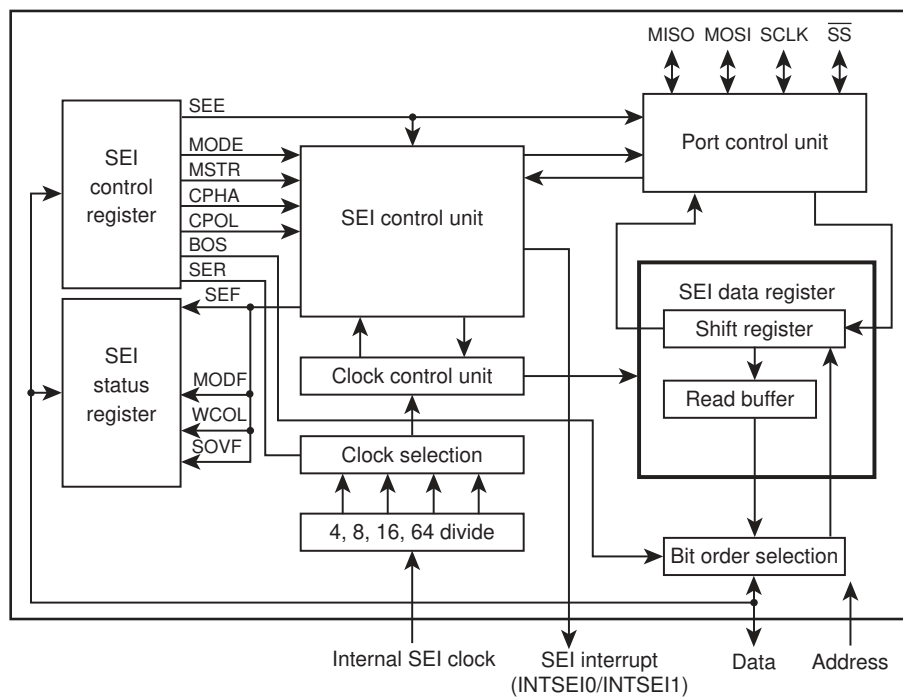 MISO MOSI SCLK SS
SEE
SEI
control
register
MODE
MSTR
CPHA
CPOL
BOS
SER
SEI control unit
Port control unit
SEF
SEI
status
register
MODF
WCOL
SOVF
SEI data register
Shift register
Read buffer
Clock control unit
Clock selection
4, 8, 16, 64 divide
Bit order selection
Internal SEI clock
SEI interrupt
(INTSEI0/INTSEI1)
Data
Address